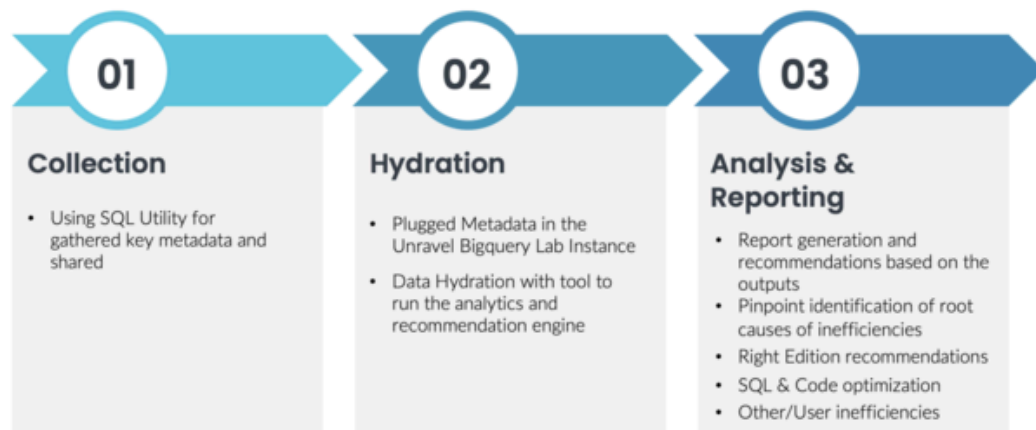 01
Collection
• Using SQL Utility for
gathered key metadata and
shared
02
Hydration
• Plugged Metadata in the
Unravel Bigquery Lab Instance
• Data Hydration with tool to
run the analytics and
recommendation engine
03
Analysis &
Reporting
• Report generation and
recommendations based on the
outputs
• Pinpoint identification of root
causes of inefficiencies
• Right Edition recommendations
• SQL & Code optimization
• Other/User inefficiencies